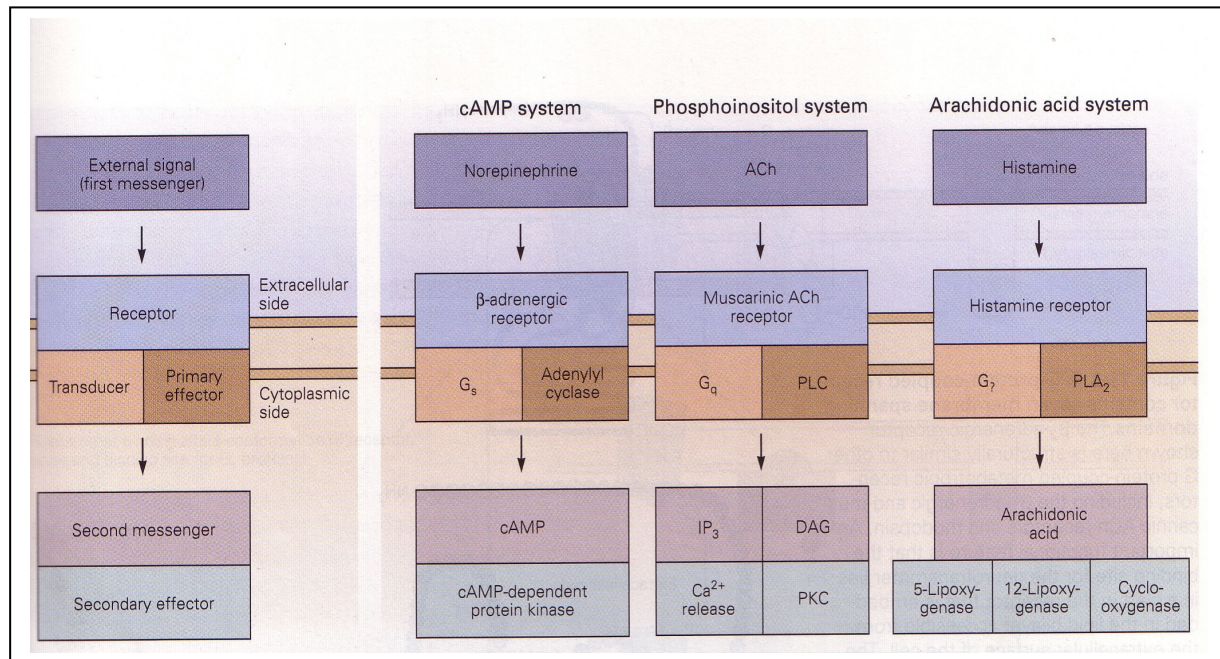 cAMP system
Phosphoinositol system
Arachidonic acid system
External signal
(first messenger)
Norepinephrine
ACh
Histamine
Receptor
Extracellular
side
β-adrenergic
receptor
Muscarinic ACh
receptor
Histamine receptor
Transducer
Primary
effector
Cytoplasmic
side
Gs
Adenylyl
cyclase
Gq
PLC
G?
PLA2
Second messenger
cAMP
IP3
DAG
Arachidonic
acid
Secondary effector
cAMP-dependent
protein kinase
Ca2+
release
PKC
5-Lipoxy-
genase
12-Lipoxy-
genase
Cyclo-
oxygenase